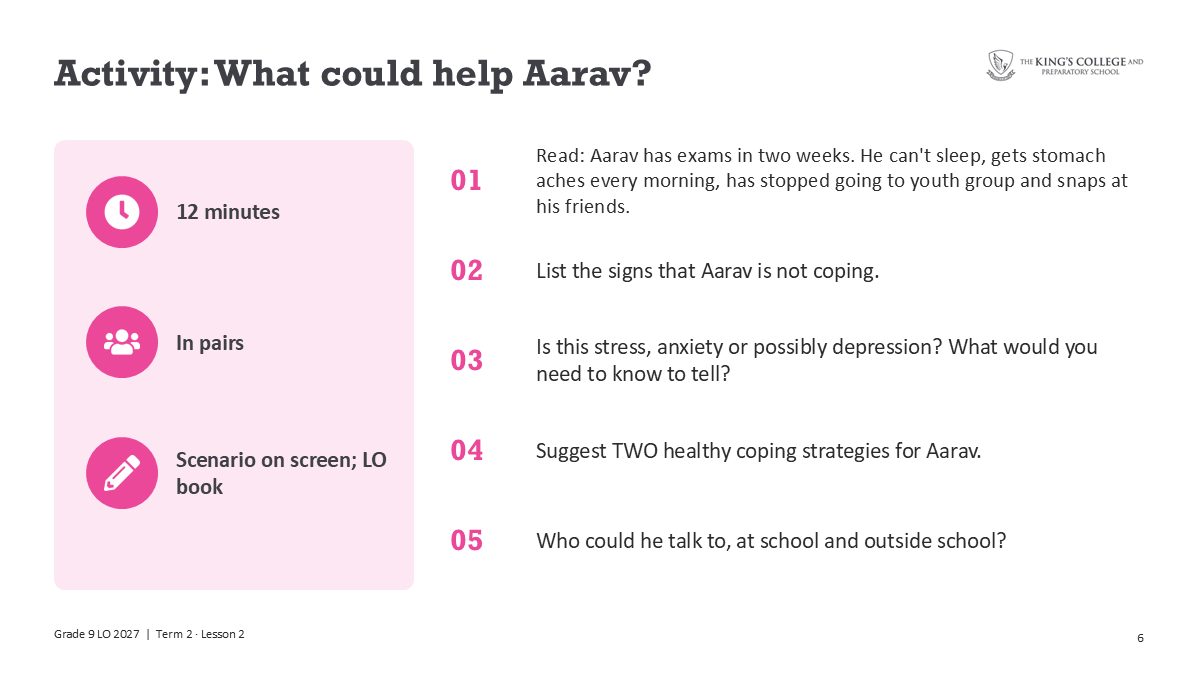 Activity: What could help Aarav?
THE KING'S COLLEGE AND
PREPARATORY SCHOOL
12 minutes
In pairs
Scenario on screen; LO
book
01
Read: Aarav has exams in two weeks. He can't sleep, gets stomach
aches every morning, has stopped going to youth group and snaps at
his friends.
02
List the signs that Aarav is not coping.
03
Is this stress, anxiety or possibly depression? What would you
need to know to tell?
04
Suggest TWO healthy coping strategies for Aarav.
05
Who could he talk to, at school and outside school?
Grade 9 LO 2027 | Term 2 · Lesson 2
6